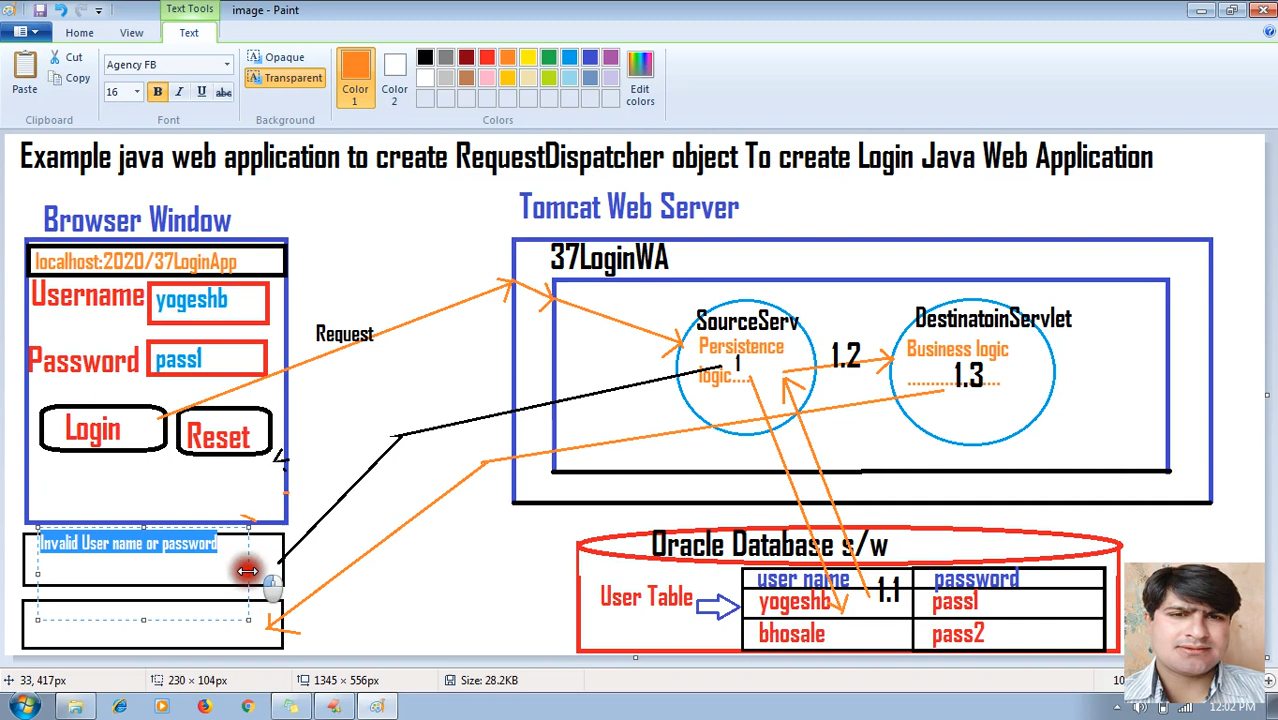 Text Tools
image - Paint
Home
View
Text
Paste
Cut
Copy
Clipboard
Agency FB
16
B I U abc
Font
Opaque
Transparent
Background
Color 1
Color 2
Edit colors
Colors
Example java web application to create RequestDispatcher object To create Login Java Web Application
Browser Window
localhost:2020/37LoginApp
Username
yogeshb
Password
pass1
Login
Reset
Invalid User name or password
Request
Tomcat Web Server
37LoginWA
SourceServ
Persistence
1
logic....
1.2
DestinatoinServlet
Business logic
1.3
Oracle Database s/w
User Table
user name
password
1.1
yogeshb
pass1
bhosale
pass2
33, 417px
230 × 104px
1345 × 556px
Size: 28.2KB
12:02 PM